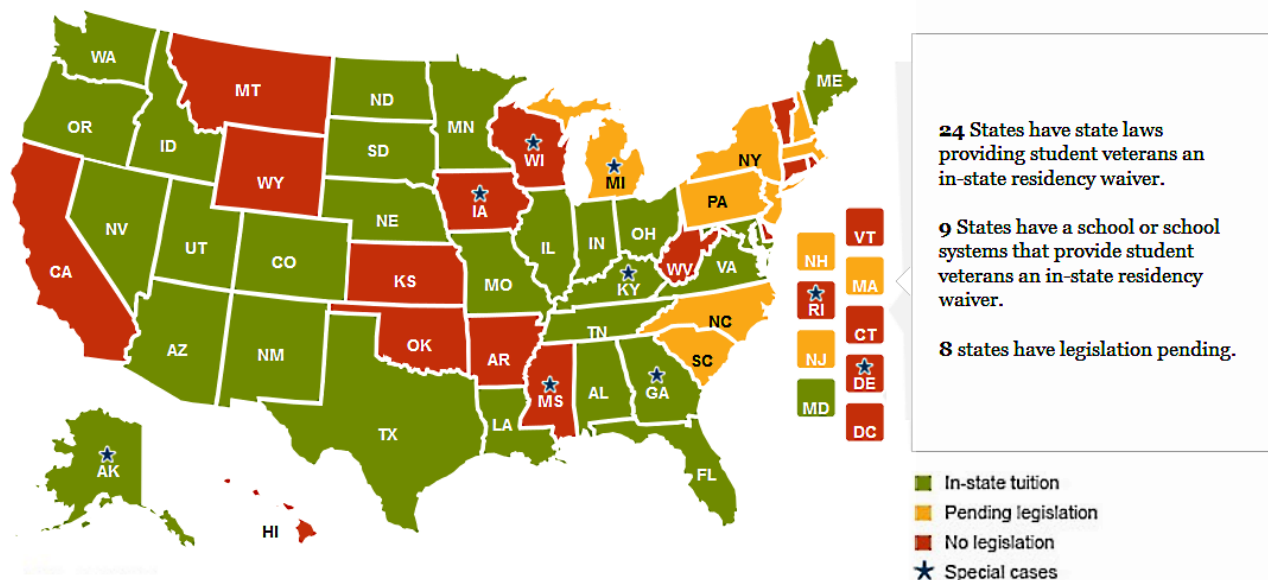 WA
MT
ND
MN
ME
OR
ID
SD
WI
MI
NY
WY
IA
PA
NV
NE
IL
IN
OH
UT
CO
CA
KS
MO
WV
VA
KY
NC
AZ
NM
OK
AR
TN
SC
MS
AL
GA
TX
LA
FL
AK
HI
VT
NH
MA
RI
CT
NJ
DE
MD
DC
24 States have state laws
providing student veterans an
in-state residency waiver.
9 States have a school or school
systems that provide student
veterans an in-state residency
waiver.
8 states have legislation pending.
In-state tuition
Pending legislation
No legislation
Special cases